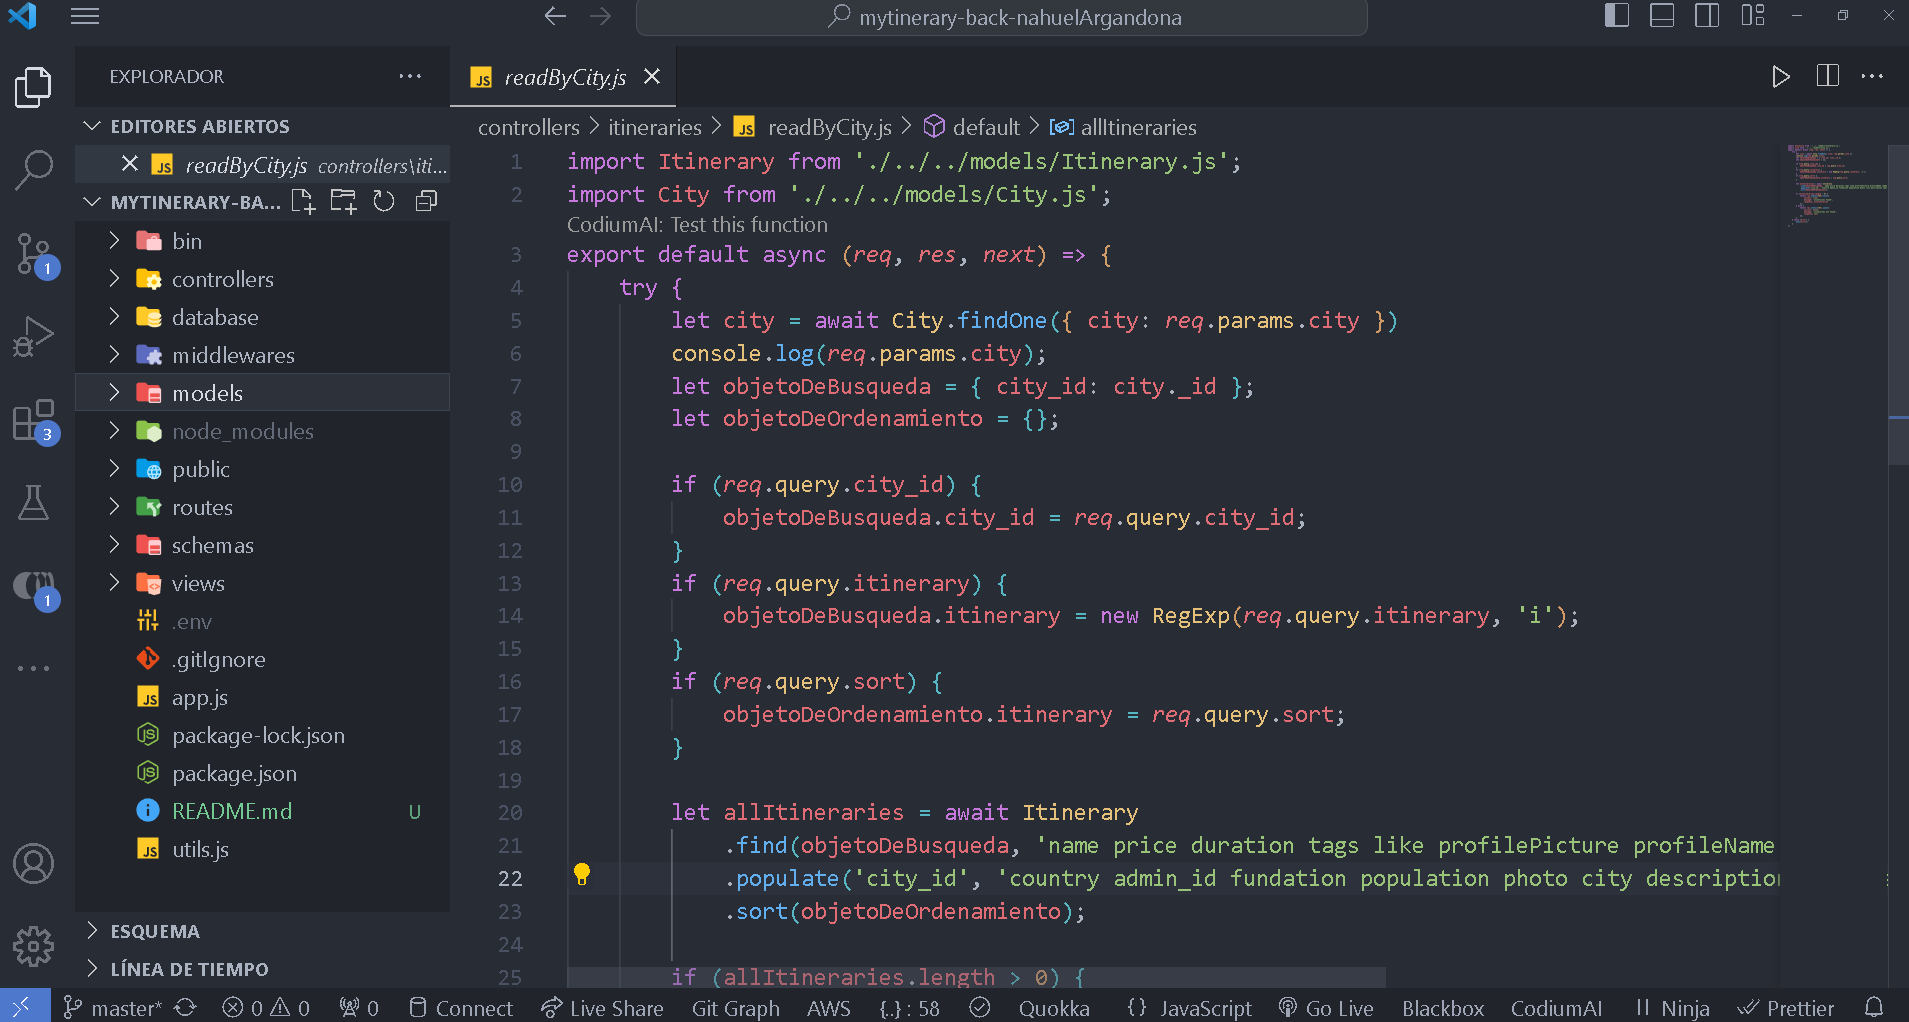 mytinerary-back-nahuelArgandona
EXPLORADOR
readByCity.js
EDITORES ABIERTOS
readByCity.js controllers\iti...
MYTINERARY-BA...
bin
controllers
database
middlewares
models
node_modules
public
routes
schemas
views
.env
.gitIgnore
app.js
package-lock.json
package.json
README.md U
utils.js
ESQUEMA
LÍNEA DE TIEMPO
1
3
1
controllers > itineraries > readByCity.js > default > allItineraries
1 import Itinerary from './../../models/Itinerary.js';
2 import City from './../../models/City.js';
CodiumAI: Test this function
3 export default async (req, res, next) => {
4 try {
5 let city = await City.findOne({ city: req.params.city })
6 console.log(req.params.city);
7 let objetoDeBusqueda = { city_id: city._id };
8 let objetoDeOrdenamiento = {};
9
10 if (req.query.city_id) {
11 objetoDeBusqueda.city_id = req.query.city_id;
12 }
13 if (req.query.itinerary) {
14 objetoDeBusqueda.itinerary = new RegExp(req.query.itinerary, 'i');
15 }
16 if (req.query.sort) {
17 objetoDeOrdenamiento.itinerary = req.query.sort;
18 }
19
20 let allItineraries = await Itinerary
21 .find(objetoDeBusqueda, 'name price duration tags like profilePicture profileName
22 .populate('city_id', 'country admin_id fundation population photo city description
23 .sort(objetoDeOrdenamiento);
24
25 if (allItineraries.length > 0) {
master* 0 0 0 Connect Live Share Git Graph AWS {..} : 58 Quokka {} JavaScript Go Live Blackbox CodiumAI Ninja Prettier